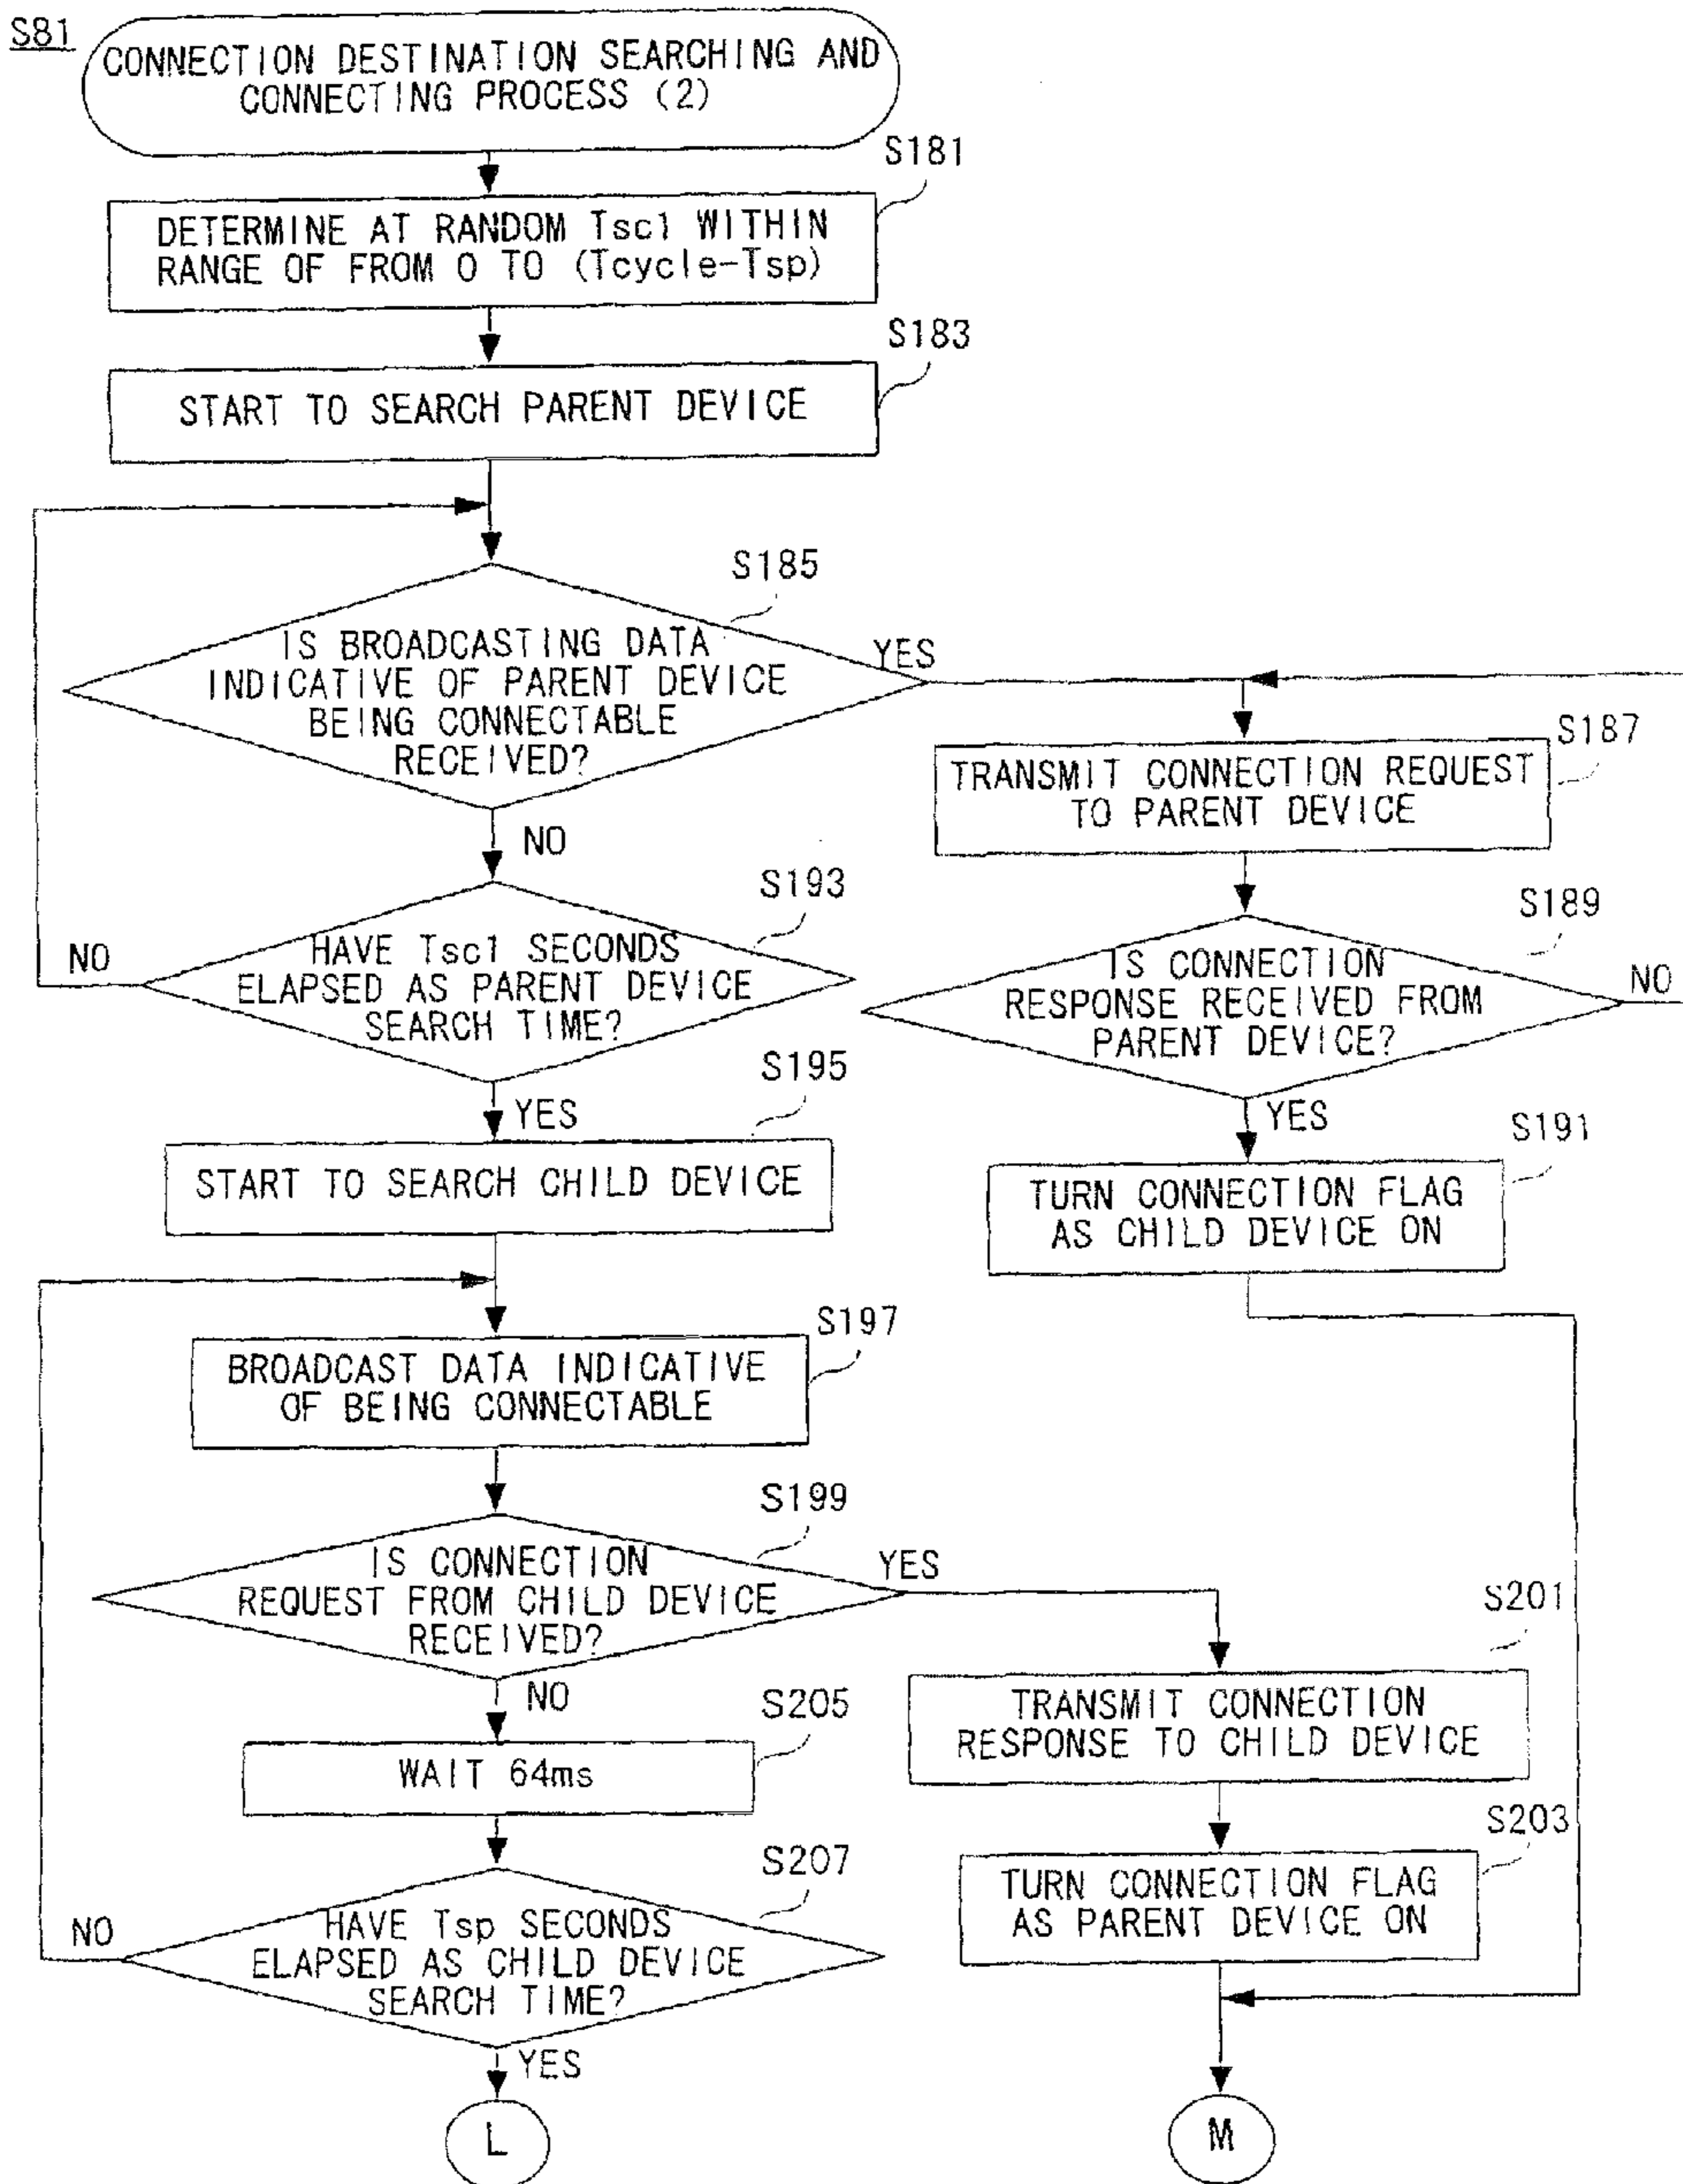 S81
CONNECTION DESTINATION SEARCHING AND
CONNECTING PROCESS (2)
S181
DETERMINE AT RANDOM Tsc1 WITHIN
RANGE OF FROM 0 TO (Tcycle-Tsp)
S183
START TO SEARCH PARENT DEVICE
S185
IS BROADCASTING DATA
INDICATIVE OF PARENT DEVICE
BEING CONNECTABLE
RECEIVED?
YES
NO
S187
TRANSMIT CONNECTION REQUEST
TO PARENT DEVICE
S193
HAVE Tsc1 SECONDS
ELAPSED AS PARENT DEVICE
SEARCH TIME?
NO
YES
S189
IS CONNECTION
RESPONSE RECEIVED FROM
PARENT DEVICE?
NO
YES
S195
START TO SEARCH CHILD DEVICE
S191
TURN CONNECTION FLAG
AS CHILD DEVICE ON
S197
BROADCAST DATA INDICATIVE
OF BEING CONNECTABLE
S199
IS CONNECTION
REQUEST FROM CHILD DEVICE
RECEIVED?
YES
NO
S201
TRANSMIT CONNECTION
RESPONSE TO CHILD DEVICE
S205
WAIT 64ms
S203
TURN CONNECTION FLAG
AS PARENT DEVICE ON
S207
HAVE Tsp SECONDS
ELAPSED AS CHILD DEVICE
SEARCH TIME?
NO
YES
L
M